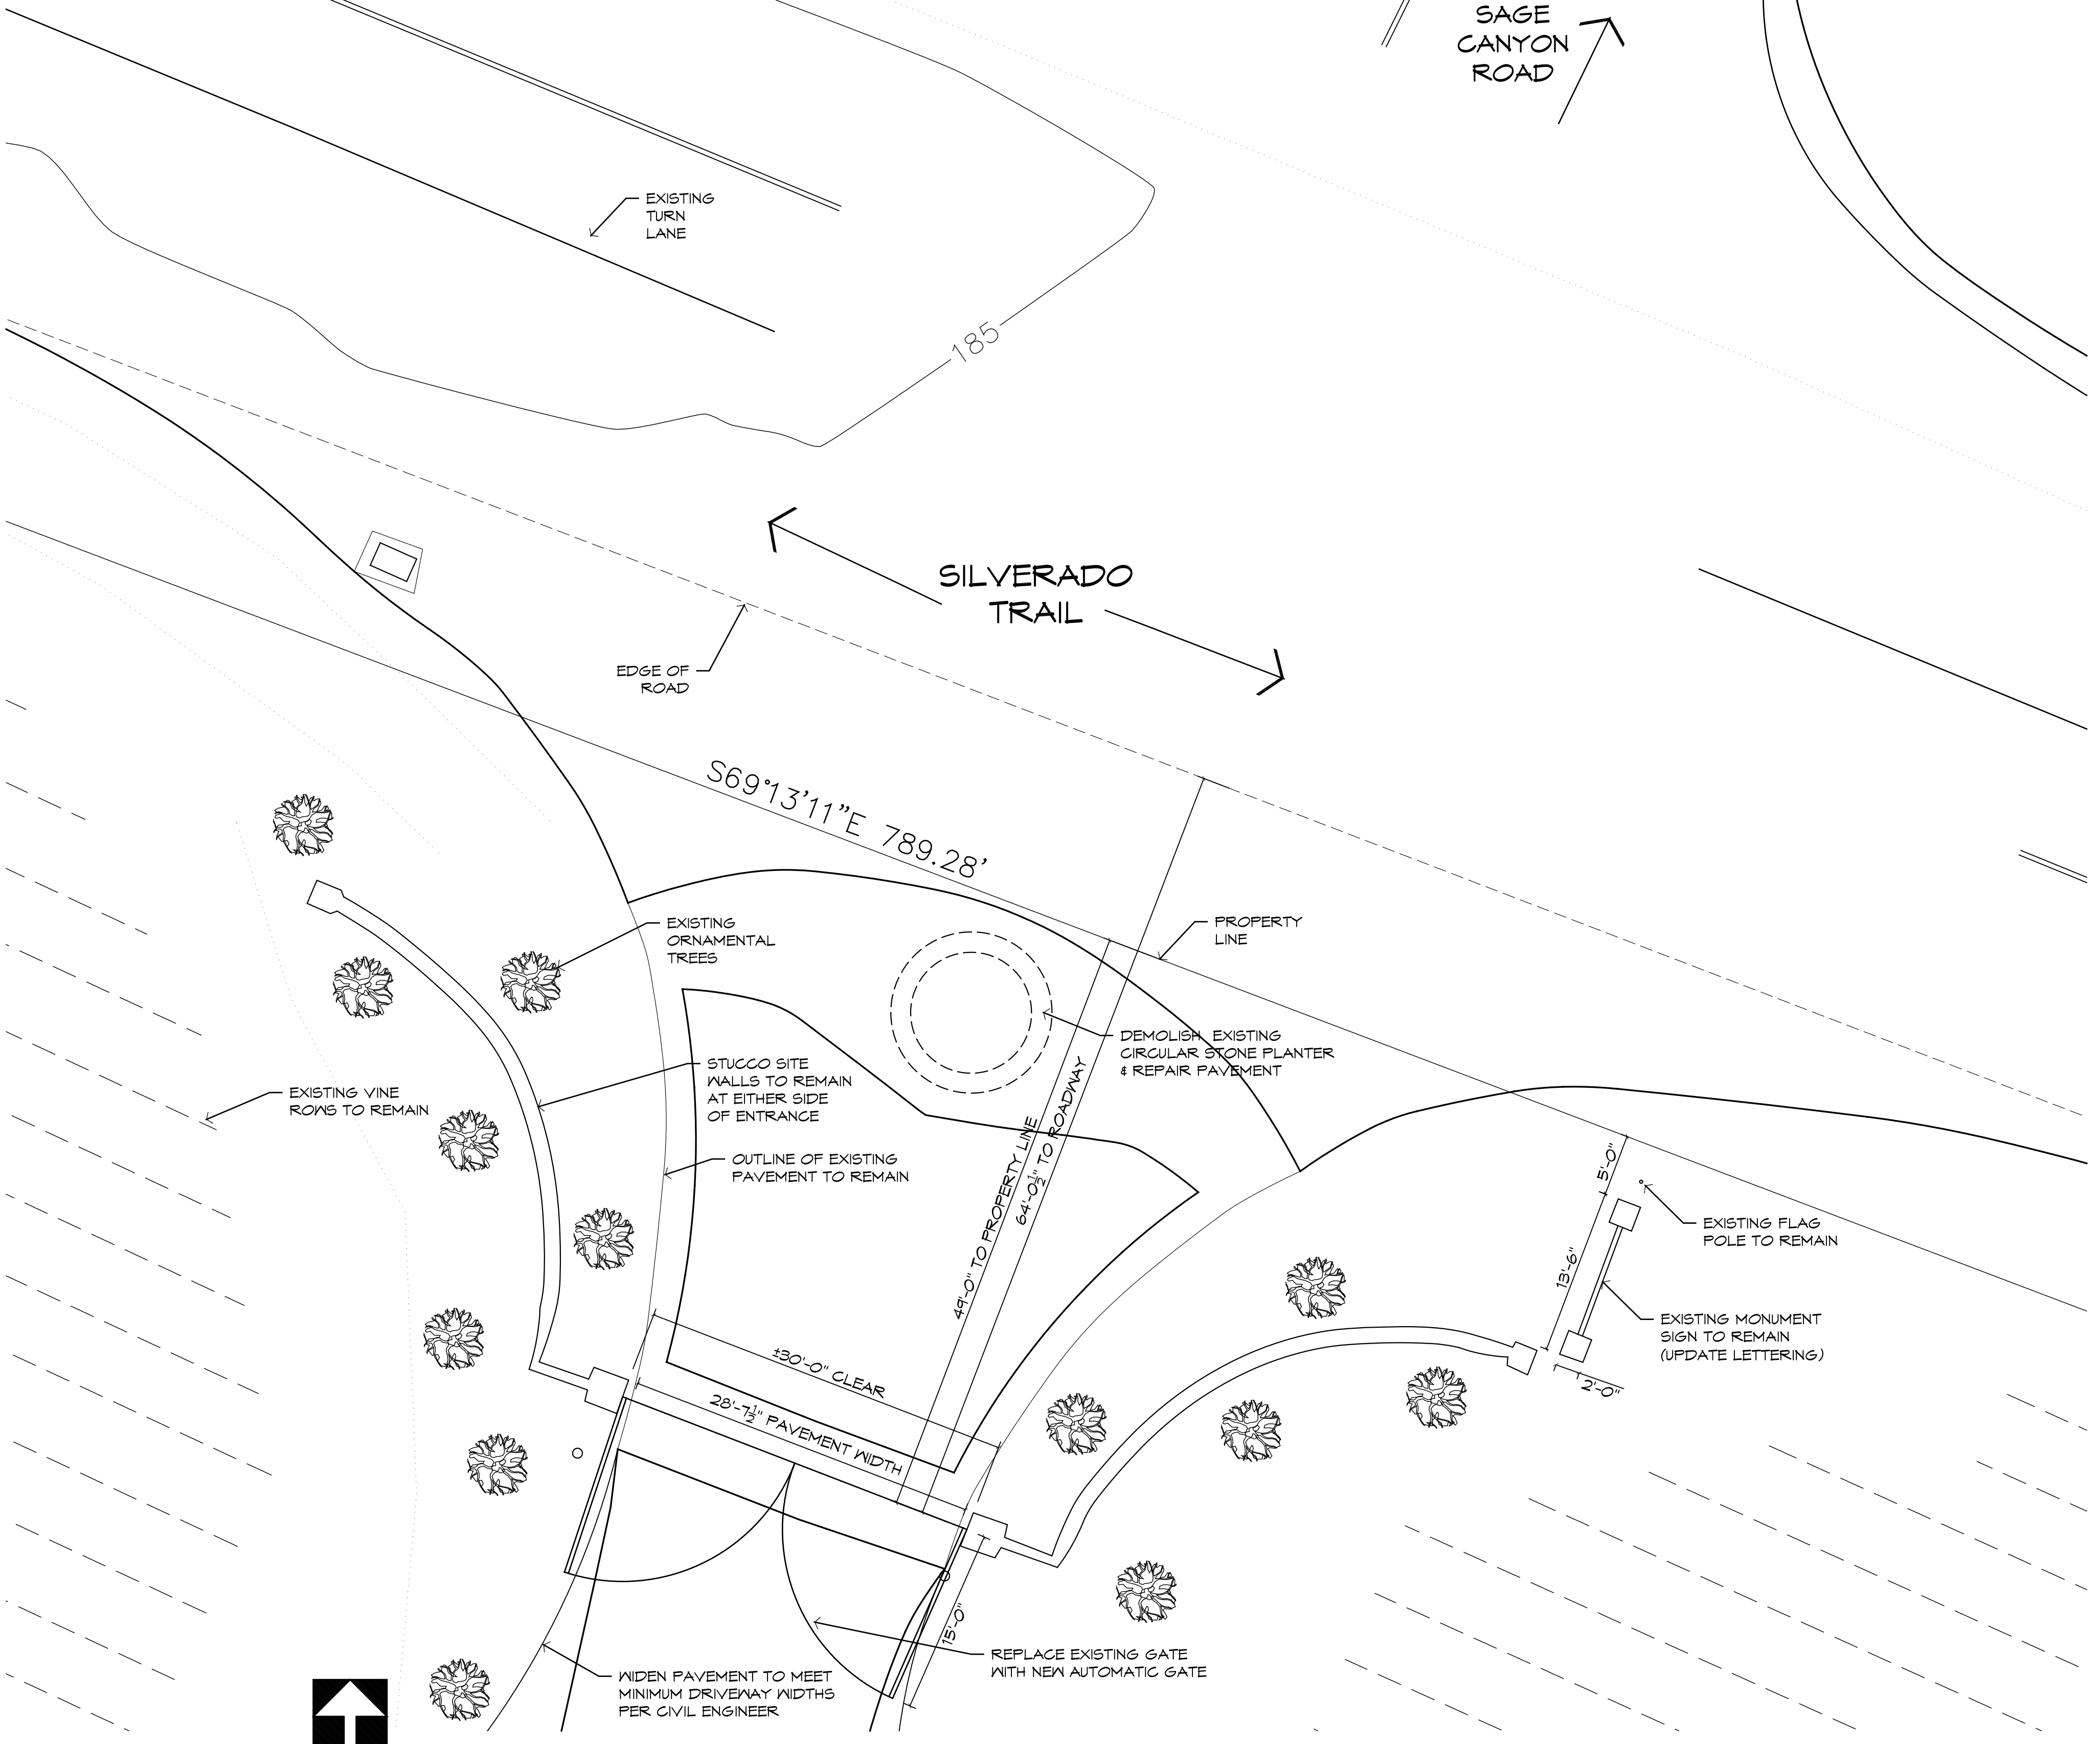 SAGE
CANYON
ROAD
EXISTING
TURN
LANE
185
SILVERADO
TRAIL
EDGE OF
ROAD
S69°13'11"E 789.28'
EXISTING
ORNAMENTAL
TREES
PROPERTY
LINE
DEMOLISH EXISTING
CIRCULAR STONE PLANTER
& REPAIR PAVEMENT
STUCCO SITE
WALLS TO REMAIN
AT EITHER SIDE
OF ENTRANCE
EXISTING VINE
ROWS TO REMAIN
OUTLINE OF EXISTING
PAVEMENT TO REMAIN
49'-0" TO PROPERTY LINE
64'-0½" TO ROADWAY
5'-0"
13'-6"
EXISTING FLAG
POLE TO REMAIN
EXISTING MONUMENT
SIGN TO REMAIN
(UPDATE LETTERING)
2'-0"
±30'-0" CLEAR
28'-7½" PAVEMENT WIDTH
15'-0"
REPLACE EXISTING GATE
WITH NEW AUTOMATIC GATE
WIDEN PAVEMENT TO MEET
MINIMUM DRIVEWAY WIDTHS
PER CIVIL ENGINEER